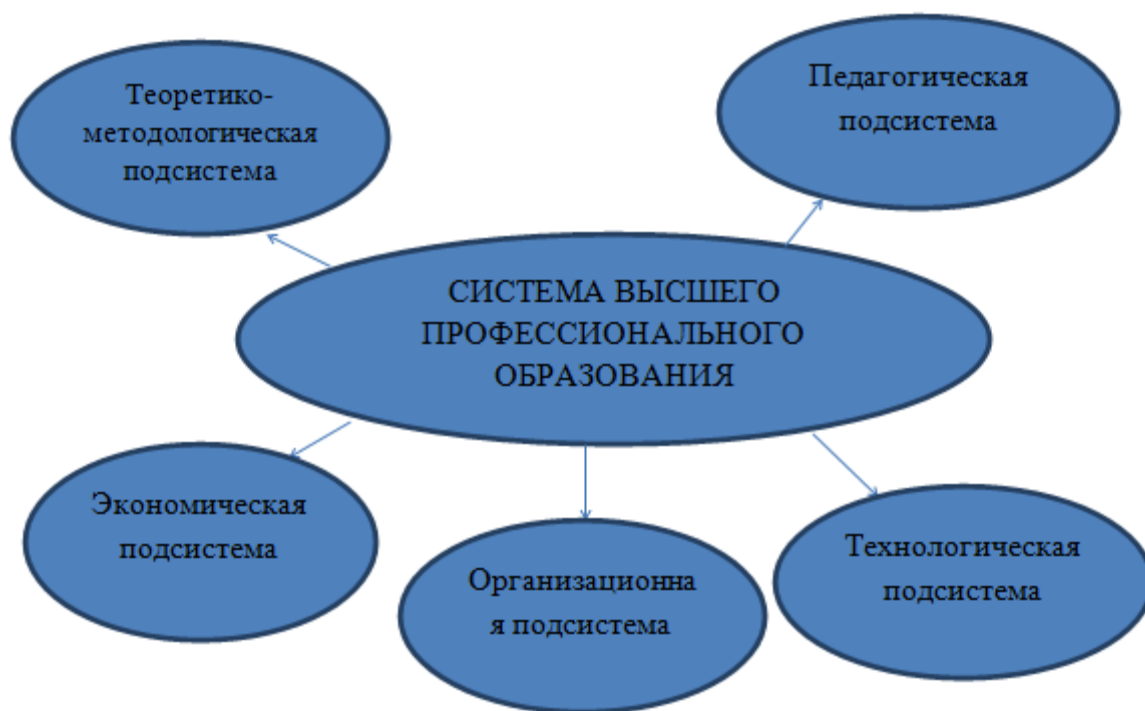 Теоретико-
методологическая
подсистема
Педагогическая
подсистема
СИСТЕМА ВЫСШЕГО
ПРОФЕССИОНАЛЬНОГО
ОБРАЗОВАНИЯ
Экономическая
подсистема
Организационна
я подсистема
Технологическая
подсистема